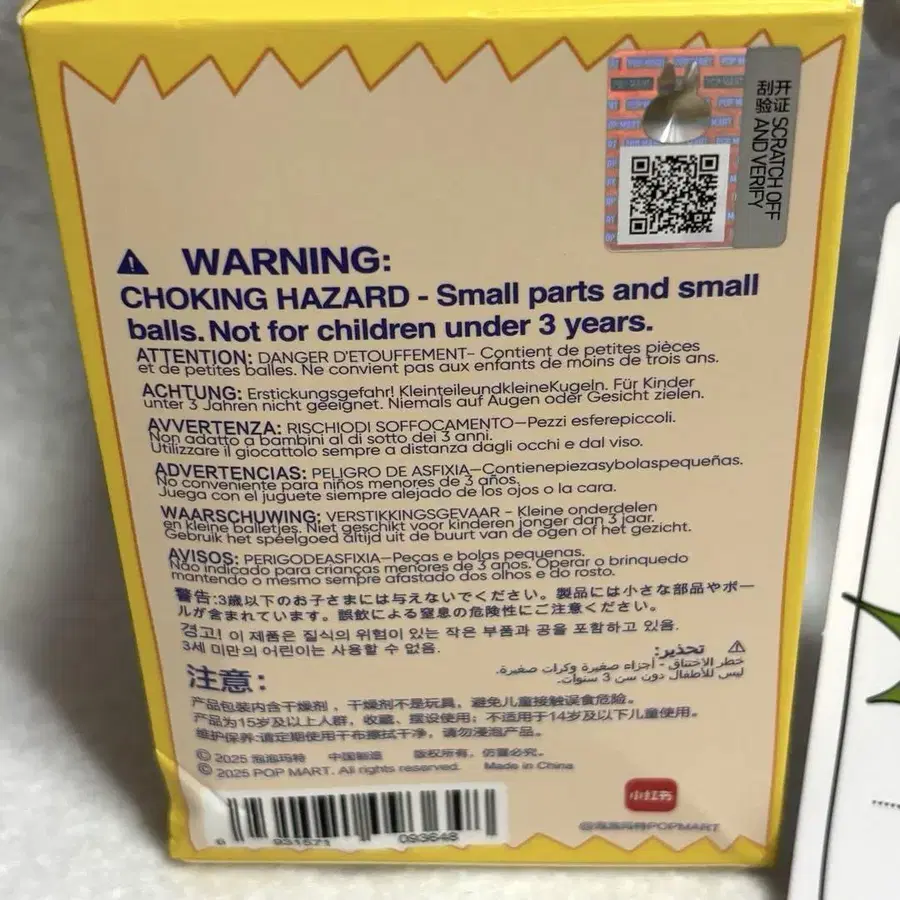 POP MART
刮开
验证
SCRATCH OFF
AND VERIFY
WARNING:
CHOKING HAZARD - Small parts and small
balls. Not for children under 3 years.
ATTENTION: DANGER D'ETOUFFEMENT– Contient de petites pièces
et de petites balles. Ne convient pas aux enfants de moins de trois ans.
ACHTUNG: Erstickungsgefahr! KleinteileundkleineKugeln. Für Kinder
unter 3 Jahren nicht geeignet. Niemals auf Augen oder Gesicht zielen.
AVVERTENZA: RISCHIODI SOFFOCAMENTO—Pezzi esferepiccoli.
Non adatto a bambini al di sotto dei 3 anni.
Utilizzare il giocattolo sempre a distanza dagli occhi e dal viso.
ADVERTENCIAS: PELIGRO DE ASFIXIA—Contienepiezasybolaspequeñas.
No conveniente para niños menores de 3 años.
Juega con el juguete siempre alejado de los ojos o la cara.
WAARSCHUWING: VERSTIKKINGSGEVAAR - Kleine onderdelen
en kleine balletjes. Niet geschikt voor kinderen jonger dan 3 jaar.
Gebruik het speelgoed altijd uit de buurt van de ogen of het gezicht.
AVISOS: PERIGODEASFIXIA—Peças e bolas pequenas.
Não indicado para crianças menores de 3 anos. Operar o brinquedo
mantendo o mesmo sempre afastado dos olhos e do rosto.
警告:3歳以下のお子さまには与えないでください。製品には小さな部品やボー
ルが含まれています。誤飲による窒息の危険性にご注意ください。
경고! 이 제품은 질식의 위험이 있는 작은 부품과 공을 포함하고 있음.
3세 미만의 어린이는 사용할 수 없음.
تحذير:
خطر الاختناق - أجزاء صغيرة وكرات صغيرة.
ليس للأطفال دون سن 3 سنوات.
注意:
产品包装内含干燥剂，干燥剂不是玩具，避免儿童接触误食危险。
产品为15岁及以上人群，收藏、摆设使用；不适用于14岁及以下儿童使用。
维护保养:请定期使用干布擦拭干净，请勿浸泡产品。
© 2025 泡泡玛特 中国制造 版权所有，仿冒必究。
© 2025 POP MART. All rights reserved. Made in China
6 931571 093648
小红书
@泡泡玛特POPMART